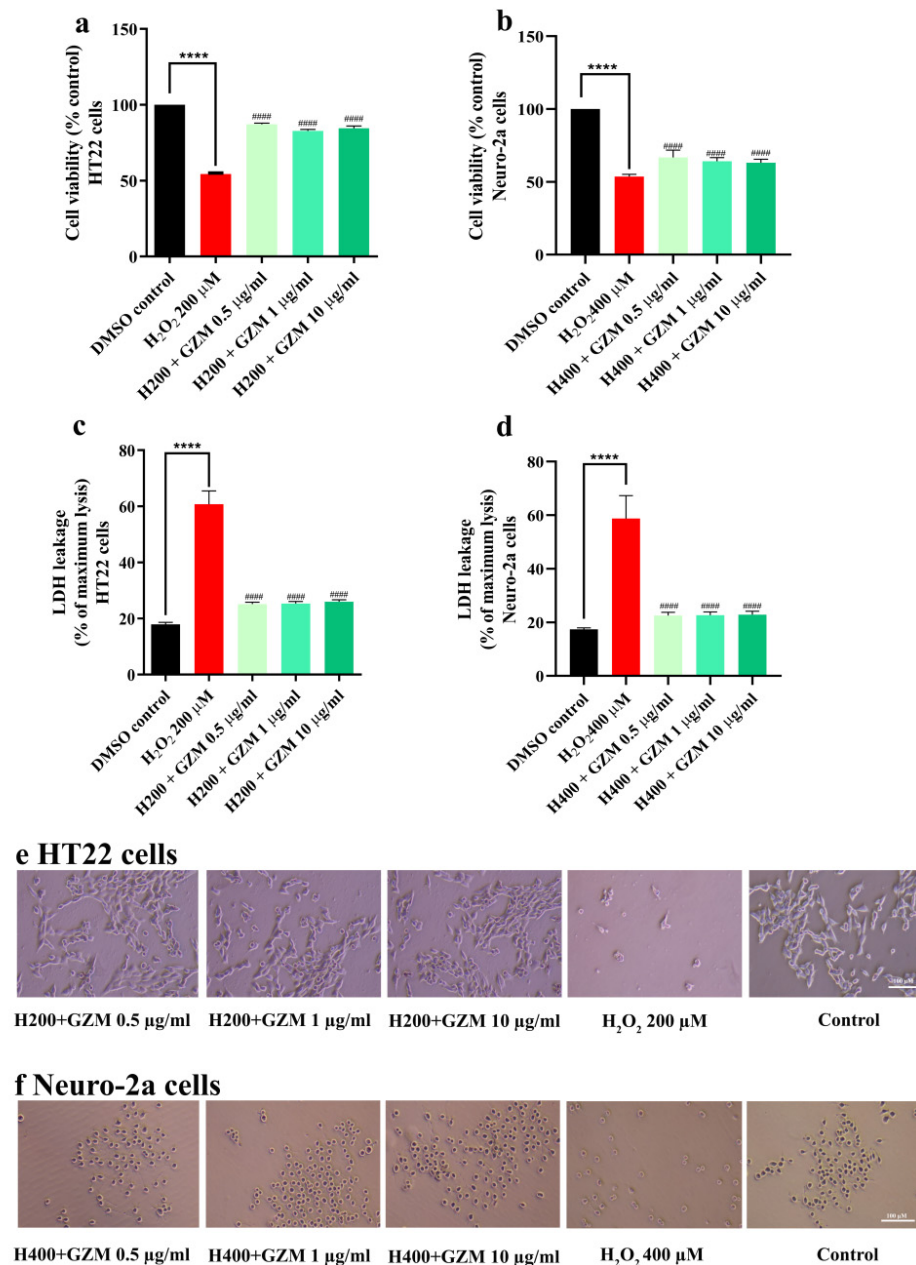 a
Cell viability (% control)
HT22 cells
150
100
50
0
****
####
####
####
DMSO control
H₂O₂ 200 μM
H200 + GZM 0.5 μg/ml
H200 + GZM 1 μg/ml
H200 + GZM 10 μg/ml
b
Cell viability (% control)
Neuro-2a cells
150
100
50
0
****
####
####
####
DMSO control
H₂O₂400 μM
H400 + GZM 0.5 μg/ml
H400 + GZM 1 μg/ml
H400 + GZM 10 μg/ml
c
LDH leakage
(% of maximum lysis)
HT22 cells
80
60
40
20
0
****
####
####
####
DMSO control
H₂O₂ 200 μM
H200 + GZM 0.5 μg/ml
H200 + GZM 1 μg/ml
H200 + GZM 10 μg/ml
d
LDH leakage
(% of maximum lysis)
Neuro-2a cells
80
60
40
20
0
****
####
####
####
DMSO control
H₂O₂400 μM
H400 + GZM 0.5 μg/ml
H400 + GZM 1 μg/ml
H400 + GZM 10 μg/ml
e HT22 cells
100 μM
H200+GZM 0.5 μg/ml
H200+GZM 1 μg/ml
H200+GZM 10 μg/ml
H₂O₂ 200 μM
Control
f Neuro-2a cells
100 μM
H400+GZM 0.5 μg/ml
H400+GZM 1 μg/ml
H400+GZM 10 μg/ml
H₂O₂ 400 μM
Control